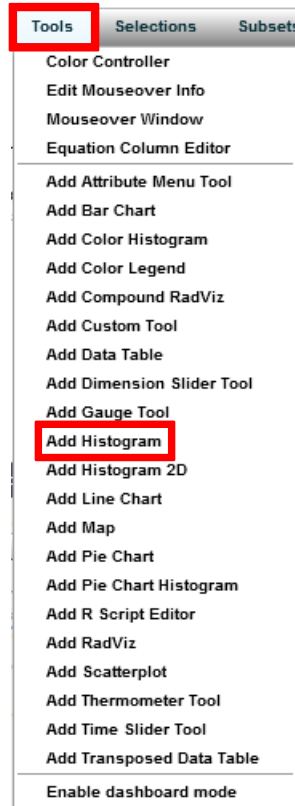 Tools Selections Subsets
Color Controller
Edit Mouseover Info
Mouseover Window
Equation Column Editor
Add Attribute Menu Tool
Add Bar Chart
Add Color Histogram
Add Color Legend
Add Compound RadViz
Add Custom Tool
Add Data Table
Add Dimension Slider Tool
Add Gauge Tool
Add Histogram
Add Histogram 2D
Add Line Chart
Add Map
Add Pie Chart
Add Pie Chart Histogram
Add R Script Editor
Add RadViz
Add Scatterplot
Add Thermometer Tool
Add Time Slider Tool
Add Transposed Data Table
Enable dashboard mode